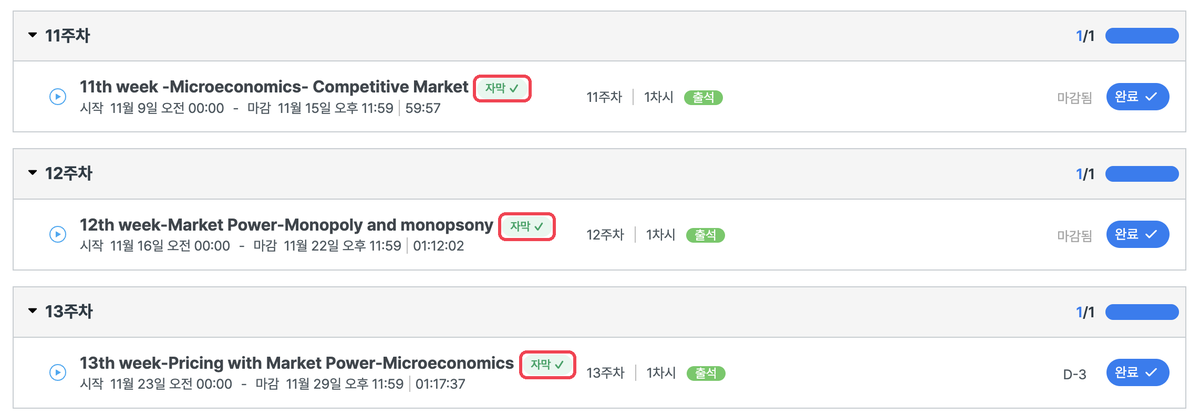 11주차 1/1
11th week -Microeconomics- Competitive Market 자막 ✓
시작 11월 9일 오전 00:00 - 마감 11월 15일 오후 11:59 | 59:57
11주차 | 1차시 출석 마감됨 완료 ✓
12주차 1/1
12th week-Market Power-Monopoly and monopsony 자막 ✓
시작 11월 16일 오전 00:00 - 마감 11월 22일 오후 11:59 | 01:12:02
12주차 | 1차시 출석 마감됨 완료 ✓
13주차 1/1
13th week-Pricing with Market Power-Microeconomics 자막 ✓
시작 11월 23일 오전 00:00 - 마감 11월 29일 오후 11:59 | 01:17:37
13주차 | 1차시 출석 D-3 완료 ✓